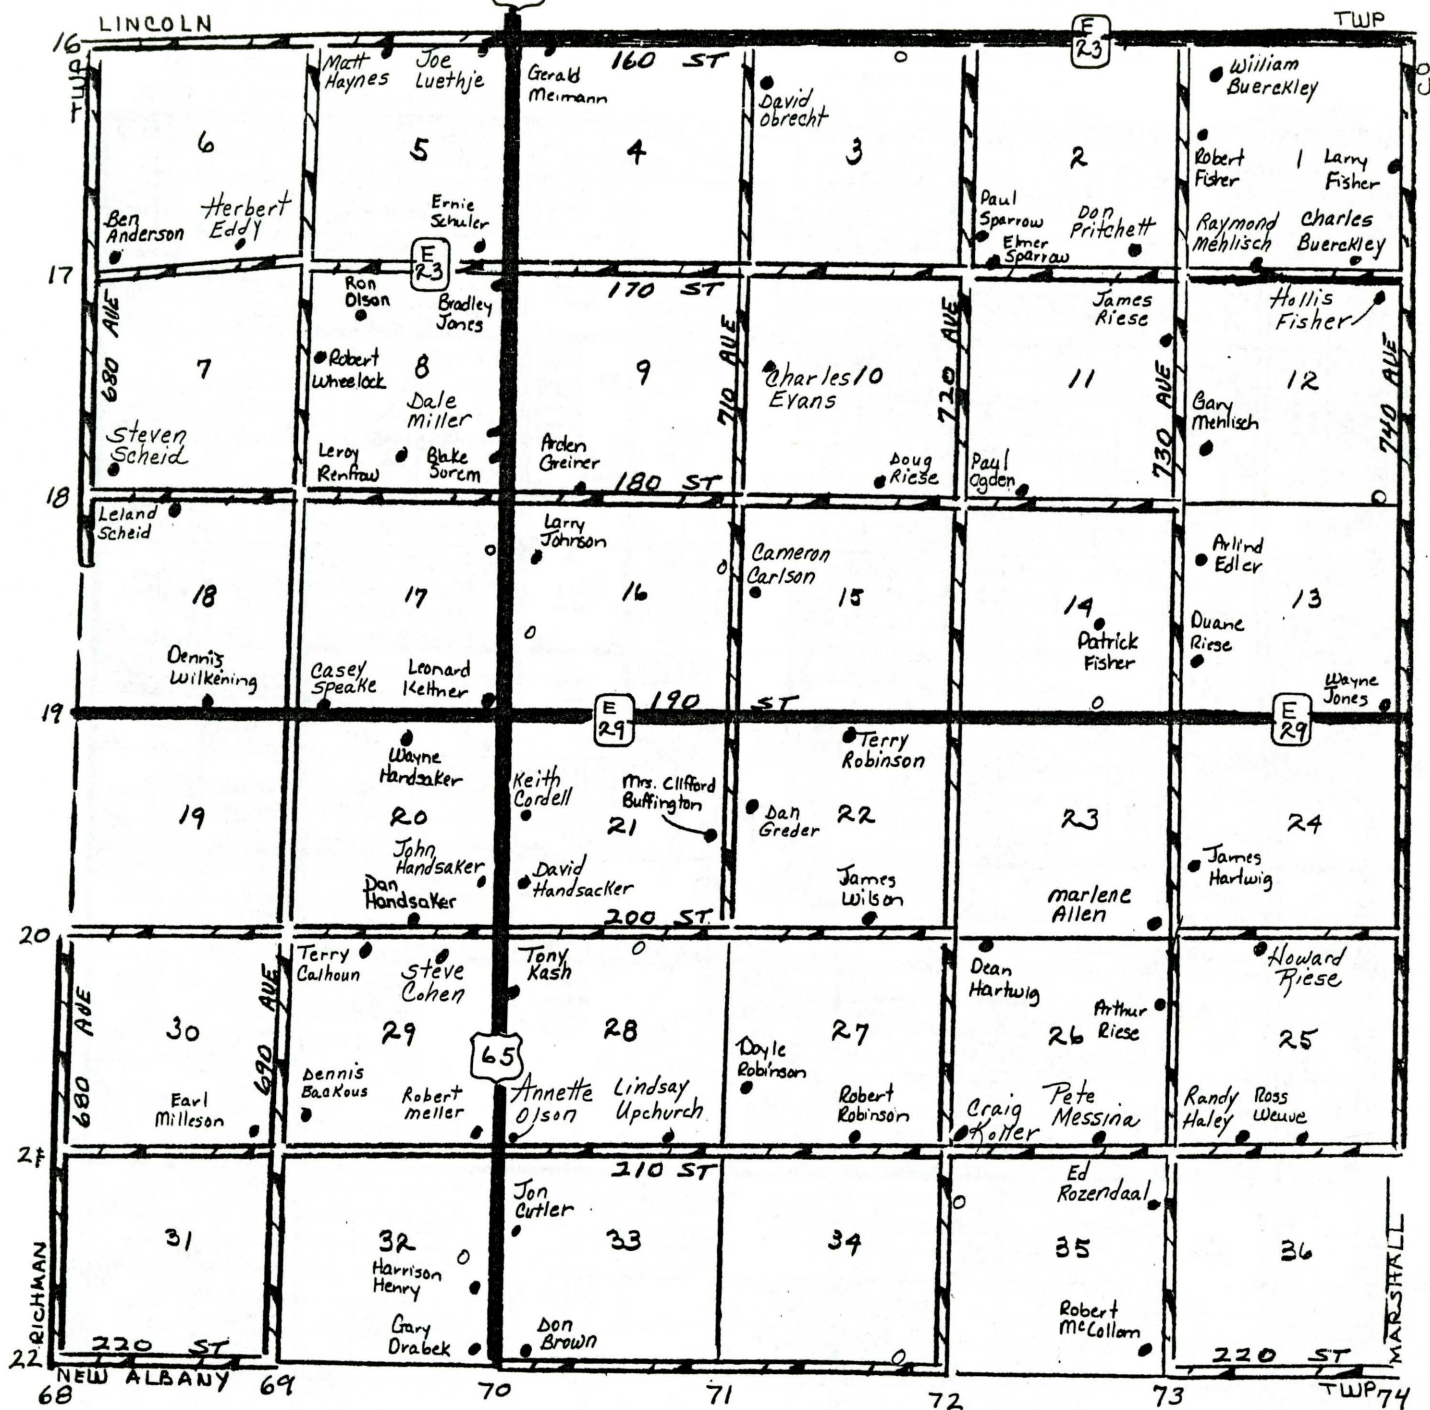 LINCOLN
TWP
16
TWP
CO
Matt
Haynes
Joe
Luethje
Gerald
Meimann
160 ST
E
23
David
Obrecht
William
Buerckley
6
5
4
3
2
1
Robert
Fisher
Larry
Fisher
Ben
Anderson
Herbert
Eddy
Ernie
Schuler
Paul
Sparrow
Elmer
Sparrow
Don
Pritchett
Raymond
Mehlisch
Charles
Buerckley
17
E
23
170 ST
680 AVE
Ron
Olson
Bradley
Jones
710 AVE
720 AVE
James
Riese
730 AVE
Hollis
Fisher
740 AVE
7
Robert
Wheelock
8
9
Charles
Evans
10
11
12
Dale
Miller
Gary
Mehlisch
Steven
Scheid
Leroy
Renfraw
Blake
Sorem
Arden
Greiner
Doug
Riese
Paul
Ogden
18
180 ST
Leland
Scheid
Larry
Johnson
Cameron
Carlson
Arlind
Edler
18
17
16
15
14
13
Patrick
Fisher
Duane
Riese
Dennis
Wilkening
Casey
Speake
Leonard
Keltner
Wayne
Jones
19
E
29
190 ST
E
29
Wayne
Handsaker
Keith
Cordell
Mrs. Clifford
Buffington
Terry
Robinson
Dan
Greder
19
20
21
22
23
24
John
Handsaker
Dan
Handsaker
David
Handsacker
James
Wilson
Marlene
Allen
James
Hartwig
20
200 ST
Terry
Calhoun
Steve
Cohen
Tony
Kash
Dean
Hartwig
Howard
Riese
680 AVE
690 AVE
Arthur
Riese
30
29
65
28
27
26
25
Doyle
Robinson
Earl
Milleson
Dennis
Backous
Robert
Meller
Annette
Olson
Lindsay
Upchurch
Robert
Robinson
Craig
Kotter
Pete
Messina
Randy
Haley
Ross
Weuve
21
210 ST
Jon
Cutler
Ed
Rozendaal
31
32
33
34
35
36
Harrison
Henry
RICHMAN
MARSHALL
Gary
Drabek
Don
Brown
Robert
McCollom
22
220 ST
220 ST
NEW ALBANY
TWP
68
69
70
71
72
73
74